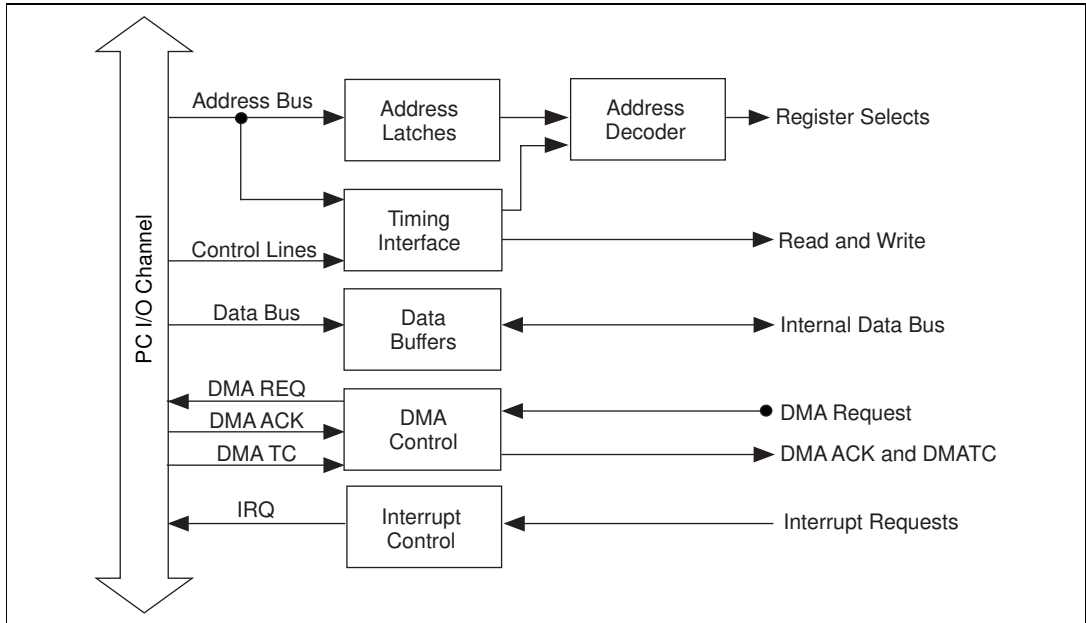 PC I/O Channel
Address Bus
Address
Latches
Address
Decoder
Register Selects
Timing
Interface
Control Lines
Read and Write
Data Bus
Data
Buffers
Internal Data Bus
DMA REQ
DMA ACK
DMA TC
DMA
Control
DMA Request
DMA ACK and DMATC
IRQ
Interrupt
Control
Interrupt Requests